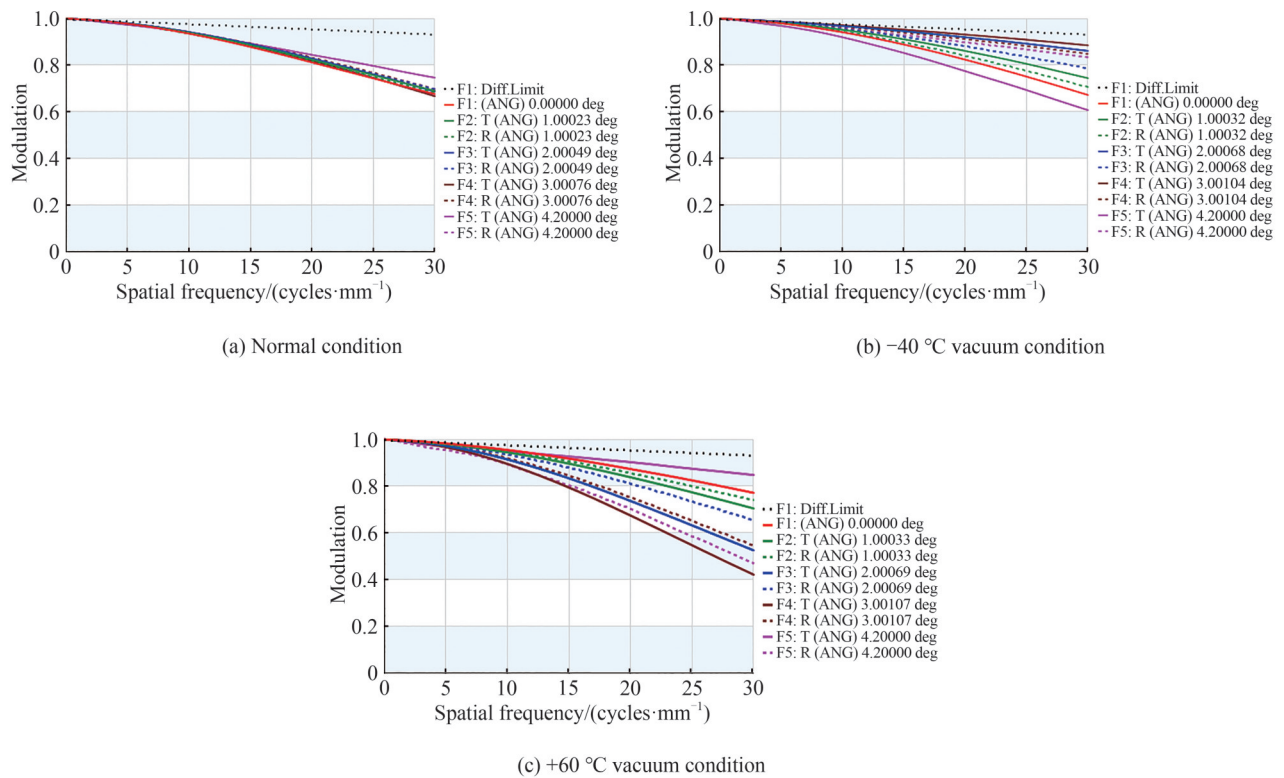 1.0
0.8
0.6
0.4
0.2
0
Modulation
0 5 10 15 20 25 30
Spatial frequency/(cycles·mm⁻¹)
F1: Diff.Limit
F1: (ANG) 0.00000 deg
F2: T (ANG) 1.00023 deg
F2: R (ANG) 1.00023 deg
F3: T (ANG) 2.00049 deg
F3: R (ANG) 2.00049 deg
F4: T (ANG) 3.00076 deg
F4: R (ANG) 3.00076 deg
F5: T (ANG) 4.20000 deg
F5: R (ANG) 4.20000 deg
(a) Normal condition
1.0
0.8
0.6
0.4
0.2
0
Modulation
0 5 10 15 20 25 30
Spatial frequency/(cycles·mm⁻¹)
F1: Diff.Limit
F1: (ANG) 0.00000 deg
F2: T (ANG) 1.00032 deg
F2: R (ANG) 1.00032 deg
F3: T (ANG) 2.00068 deg
F3: R (ANG) 2.00068 deg
F4: T (ANG) 3.00104 deg
F4: R (ANG) 3.00104 deg
F5: T (ANG) 4.20000 deg
F5: R (ANG) 4.20000 deg
(b) −40 ℃ vacuum condition
1.0
0.8
0.6
0.4
0.2
0
Modulation
0 5 10 15 20 25 30
Spatial frequency/(cycles·mm⁻¹)
F1: Diff.Limit
F1: (ANG) 0.00000 deg
F2: T (ANG) 1.00033 deg
F2: R (ANG) 1.00033 deg
F3: T (ANG) 2.00069 deg
F3: R (ANG) 2.00069 deg
F4: T (ANG) 3.00107 deg
F4: R (ANG) 3.00107 deg
F5: T (ANG) 4.20000 deg
F5: R (ANG) 4.20000 deg
(c) +60 ℃ vacuum condition